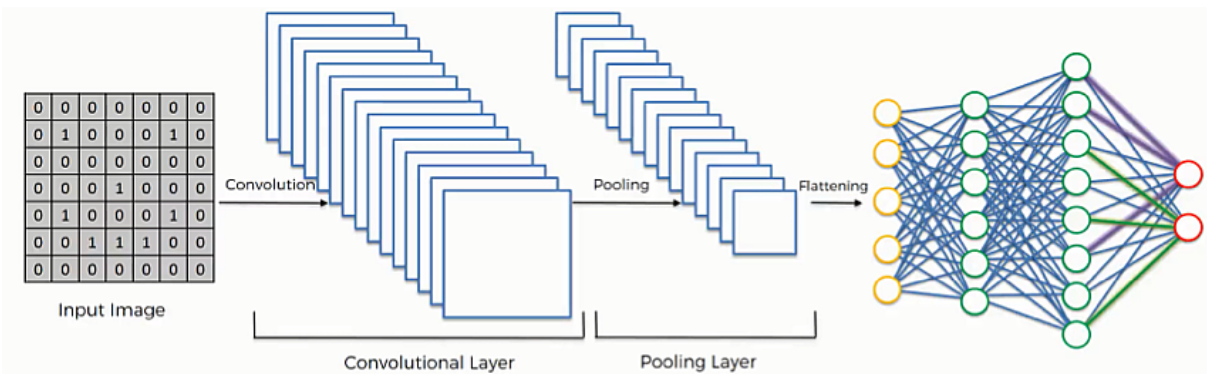 0 0 0 0 0 0 0
0 1 0 0 0 1 0
0 0 0 0 0 0 0
0 0 0 1 0 0 0
0 1 0 0 0 1 0
0 0 1 1 1 0 0
0 0 0 0 0 0 0
Input Image
Convolution
Pooling
Flattening
Convolutional Layer
Pooling Layer